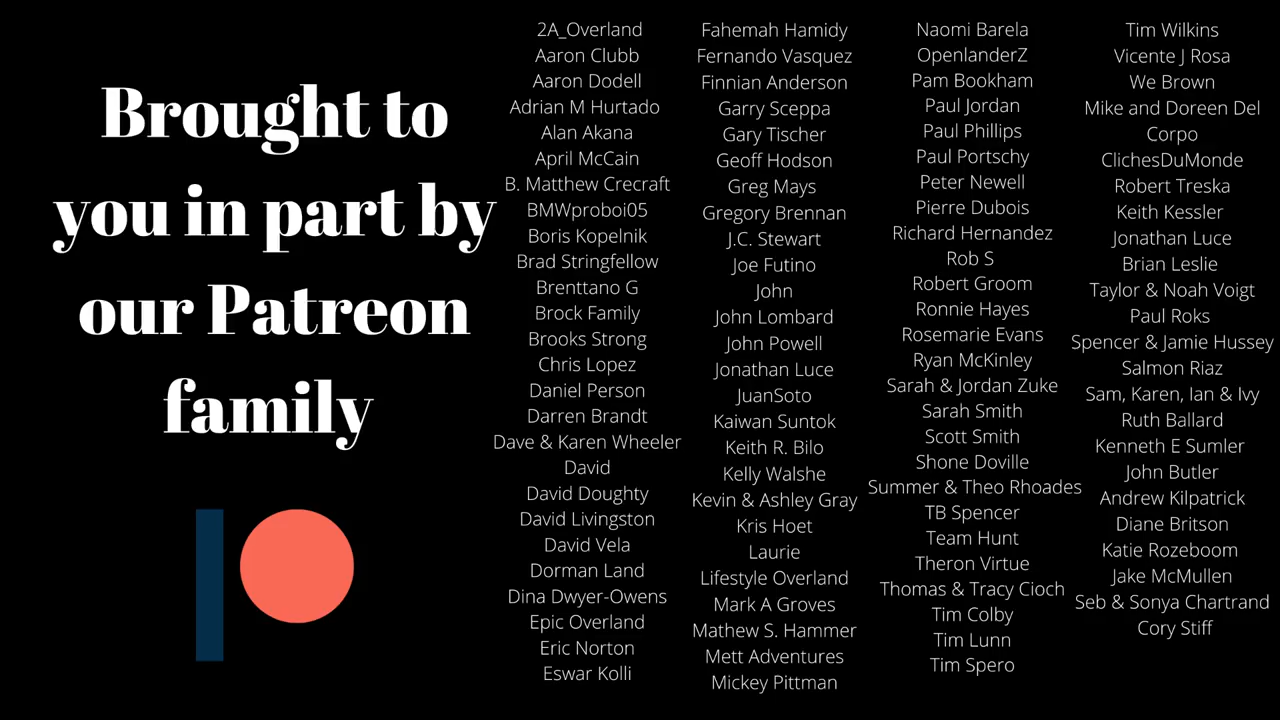 Brought to
you in part by
our Patreon
family
2A_Overland
Aaron Clubb
Aaron Dodell
Adrian M Hurtado
Alan Akana
April McCain
B. Matthew Crecraft
BMWproboi05
Boris Kopelnik
Brad Stringfellow
Brenttano G
Brock Family
Brooks Strong
Chris Lopez
Daniel Person
Darren Brandt
Dave & Karen Wheeler
David
David Doughty
David Livingston
David Vela
Dorman Land
Dina Dwyer-Owens
Epic Overland
Eric Norton
Eswar Kolli
Fahemah Hamidy
Fernando Vasquez
Finnian Anderson
Garry Sceppa
Gary Tischer
Geoff Hodson
Greg Mays
Gregory Brennan
J.C. Stewart
Joe Futino
John
John Lombard
John Powell
Jonathan Luce
JuanSoto
Kaiwan Suntok
Keith R. Bilo
Kelly Walshe
Kevin & Ashley Gray
Kris Hoet
Laurie
Lifestyle Overland
Mark A Groves
Mathew S. Hammer
Mett Adventures
Mickey Pittman
Naomi Barela
OpenlanderZ
Pam Bookham
Paul Jordan
Paul Phillips
Paul Portschy
Peter Newell
Pierre Dubois
Richard Hernandez
Rob S
Robert Groom
Ronnie Hayes
Rosemarie Evans
Ryan McKinley
Sarah & Jordan Zuke
Sarah Smith
Scott Smith
Shone Doville
Summer & Theo Rhoades
TB Spencer
Team Hunt
Theron Virtue
Thomas & Tracy Cioch
Tim Colby
Tim Lunn
Tim Spero
Tim Wilkins
Vicente J Rosa
We Brown
Mike and Doreen Del
Corpo
ClichesDuMonde
Robert Treska
Keith Kessler
Jonathan Luce
Brian Leslie
Taylor & Noah Voigt
Paul Roks
Spencer & Jamie Hussey
Salmon Riaz
Sam, Karen, Ian & Ivy
Ruth Ballard
Kenneth E Sumler
John Butler
Andrew Kilpatrick
Diane Britson
Katie Rozeboom
Jake McMullen
Seb & Sonya Chartrand
Cory Stiff